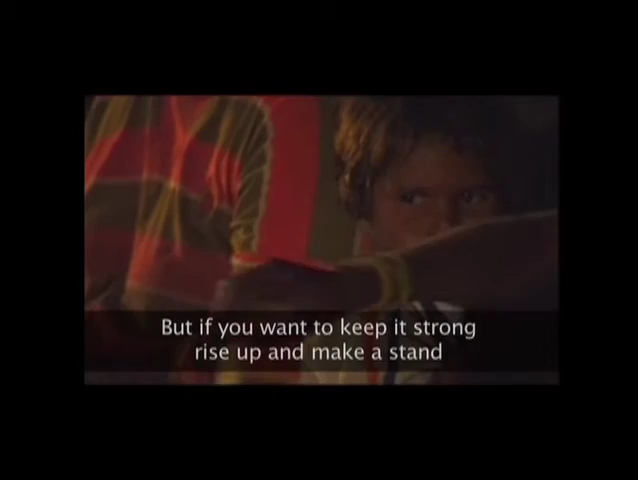 But if you want to keep it strong
rise up and make a stand